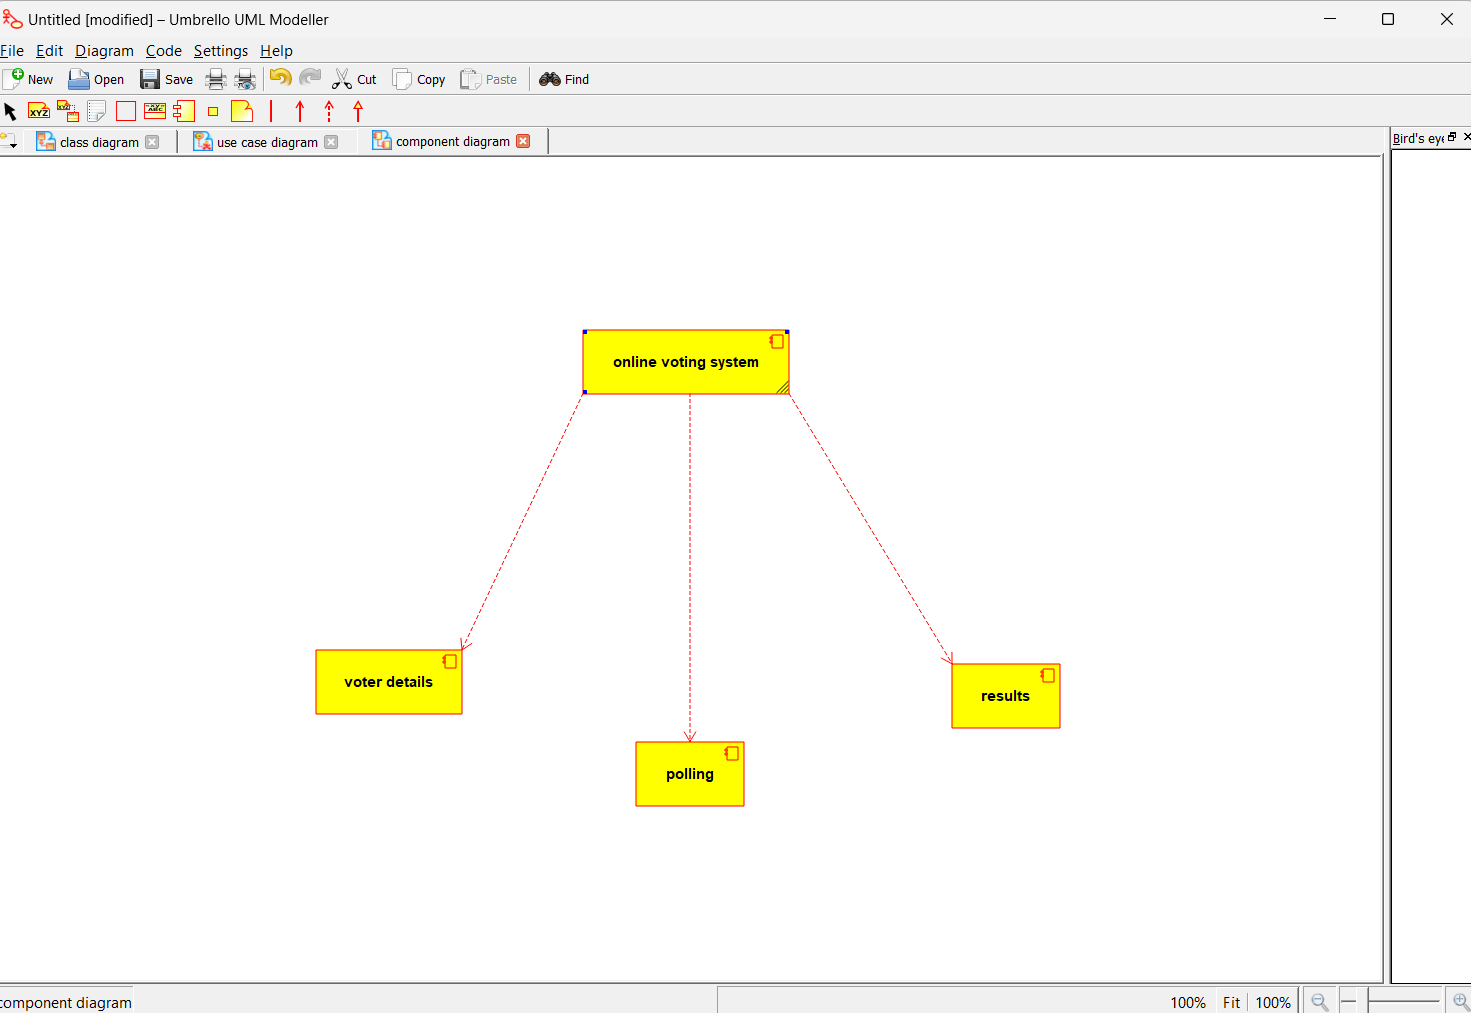 Untitled [modified] – Umbrello UML Modeller
File Edit Diagram Code Settings Help
New Open Save Cut Copy Paste Find
XYZ
class diagram use case diagram component diagram
Bird's eye
online voting system
voter details
results
polling
component diagram
100% Fit 100%